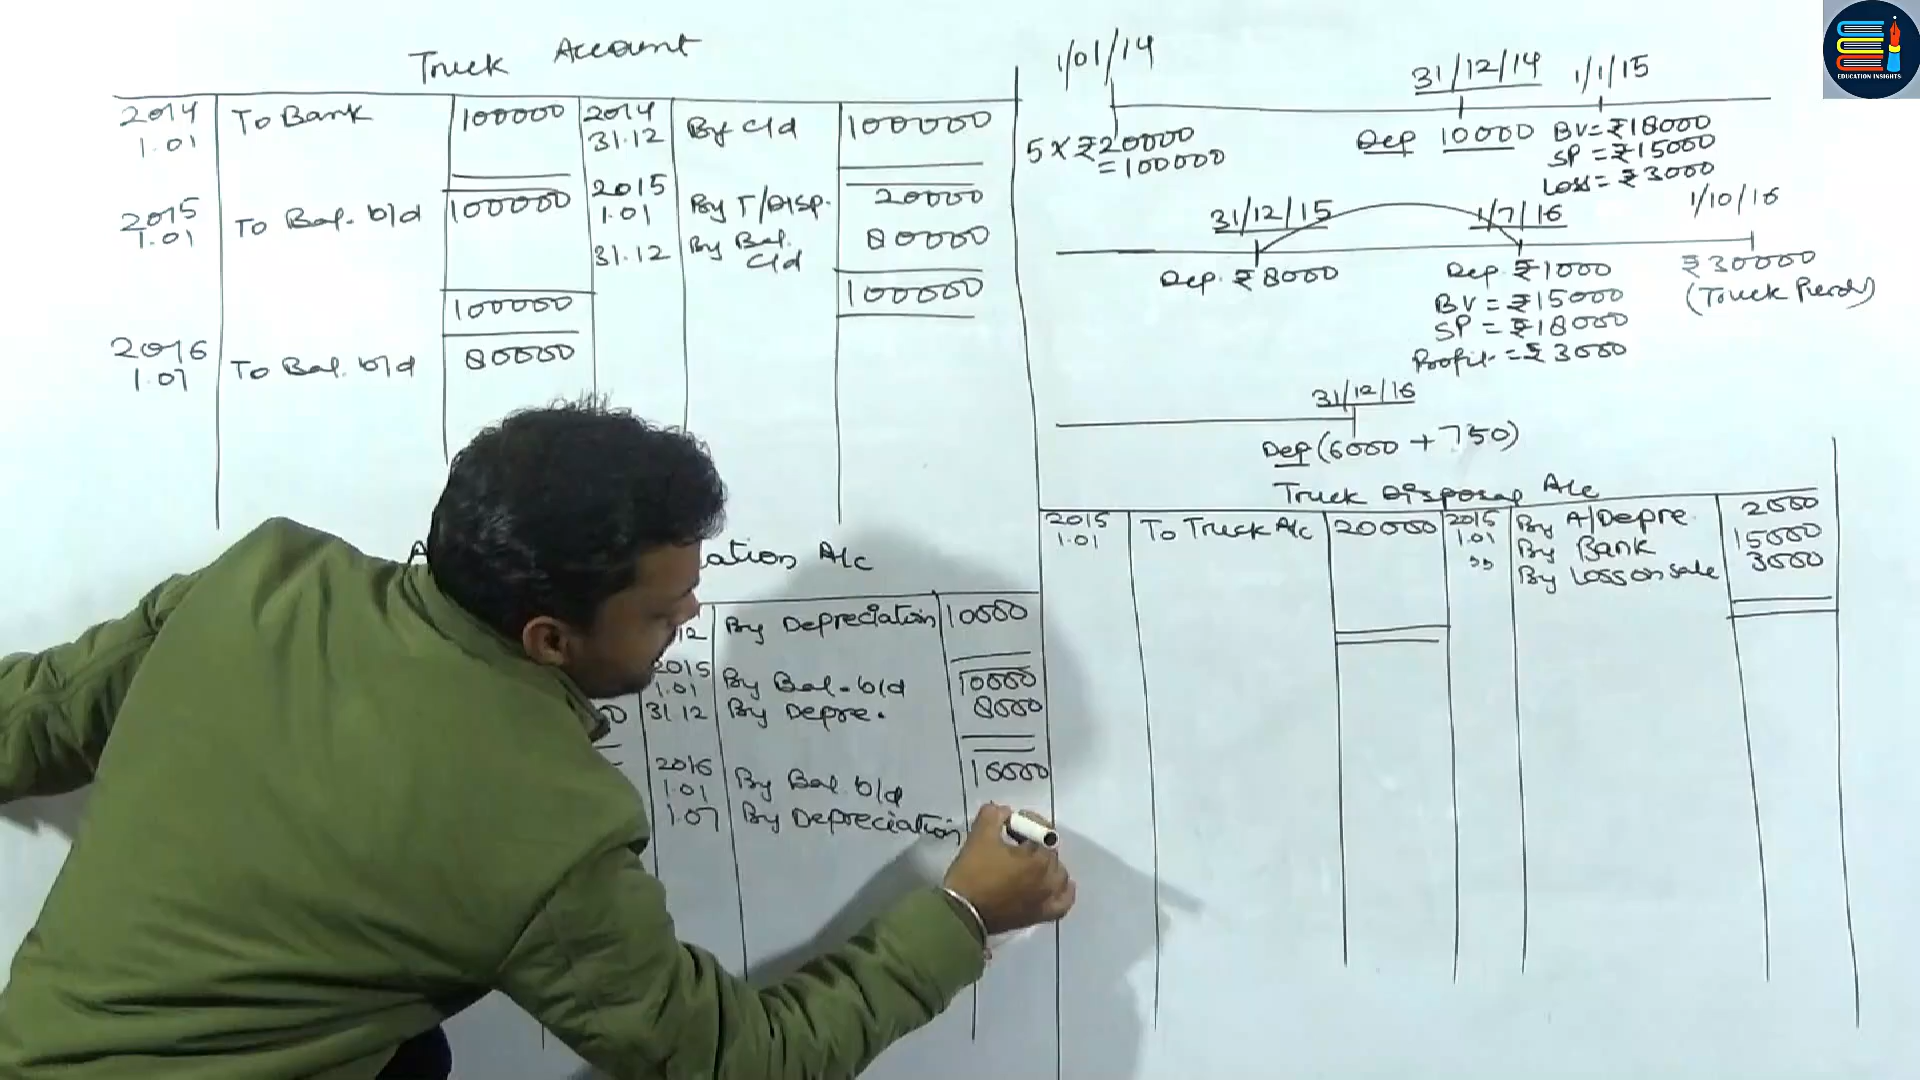 Truck Account
2014 To Bank 100000 2014 By C/d 100000
1.01 31.12
2015 To Bal. b/d 100000 2015 By T/Disp. 20000
1.01 1.01
31.12 By Bal. C/d 80000
100000 100000
2016 To Bal. b/d 80000
1.01
ation A/c
12 By Depreciation 10000
2015
1.01 By Bal. b/d 10000
31.12 By Depre. 8000
2016
1.01 By Bal. b/d 16000
1.07 By Depreciation
1/01/14 31/12/14 1/1/15
5 × ₹20000
= 100000
Dep 10000
BV = ₹18000
SP = ₹15000
Loss = ₹3000
31/12/15 1/7/16 1/10/16
Dep. ₹8000
Dep. ₹1000
BV = ₹15000
SP = ₹18000
Profit = ₹3000
₹30000
(Truck
31/12/16
Dep (6000 + 750)
Truck Disposal A/c
2015 To Truck A/c 20000 2015 By A/Depre. 2000
1.01 1.01 By Bank 15000
" By Loss on sale 3000
EDUCATION INSIGHTS